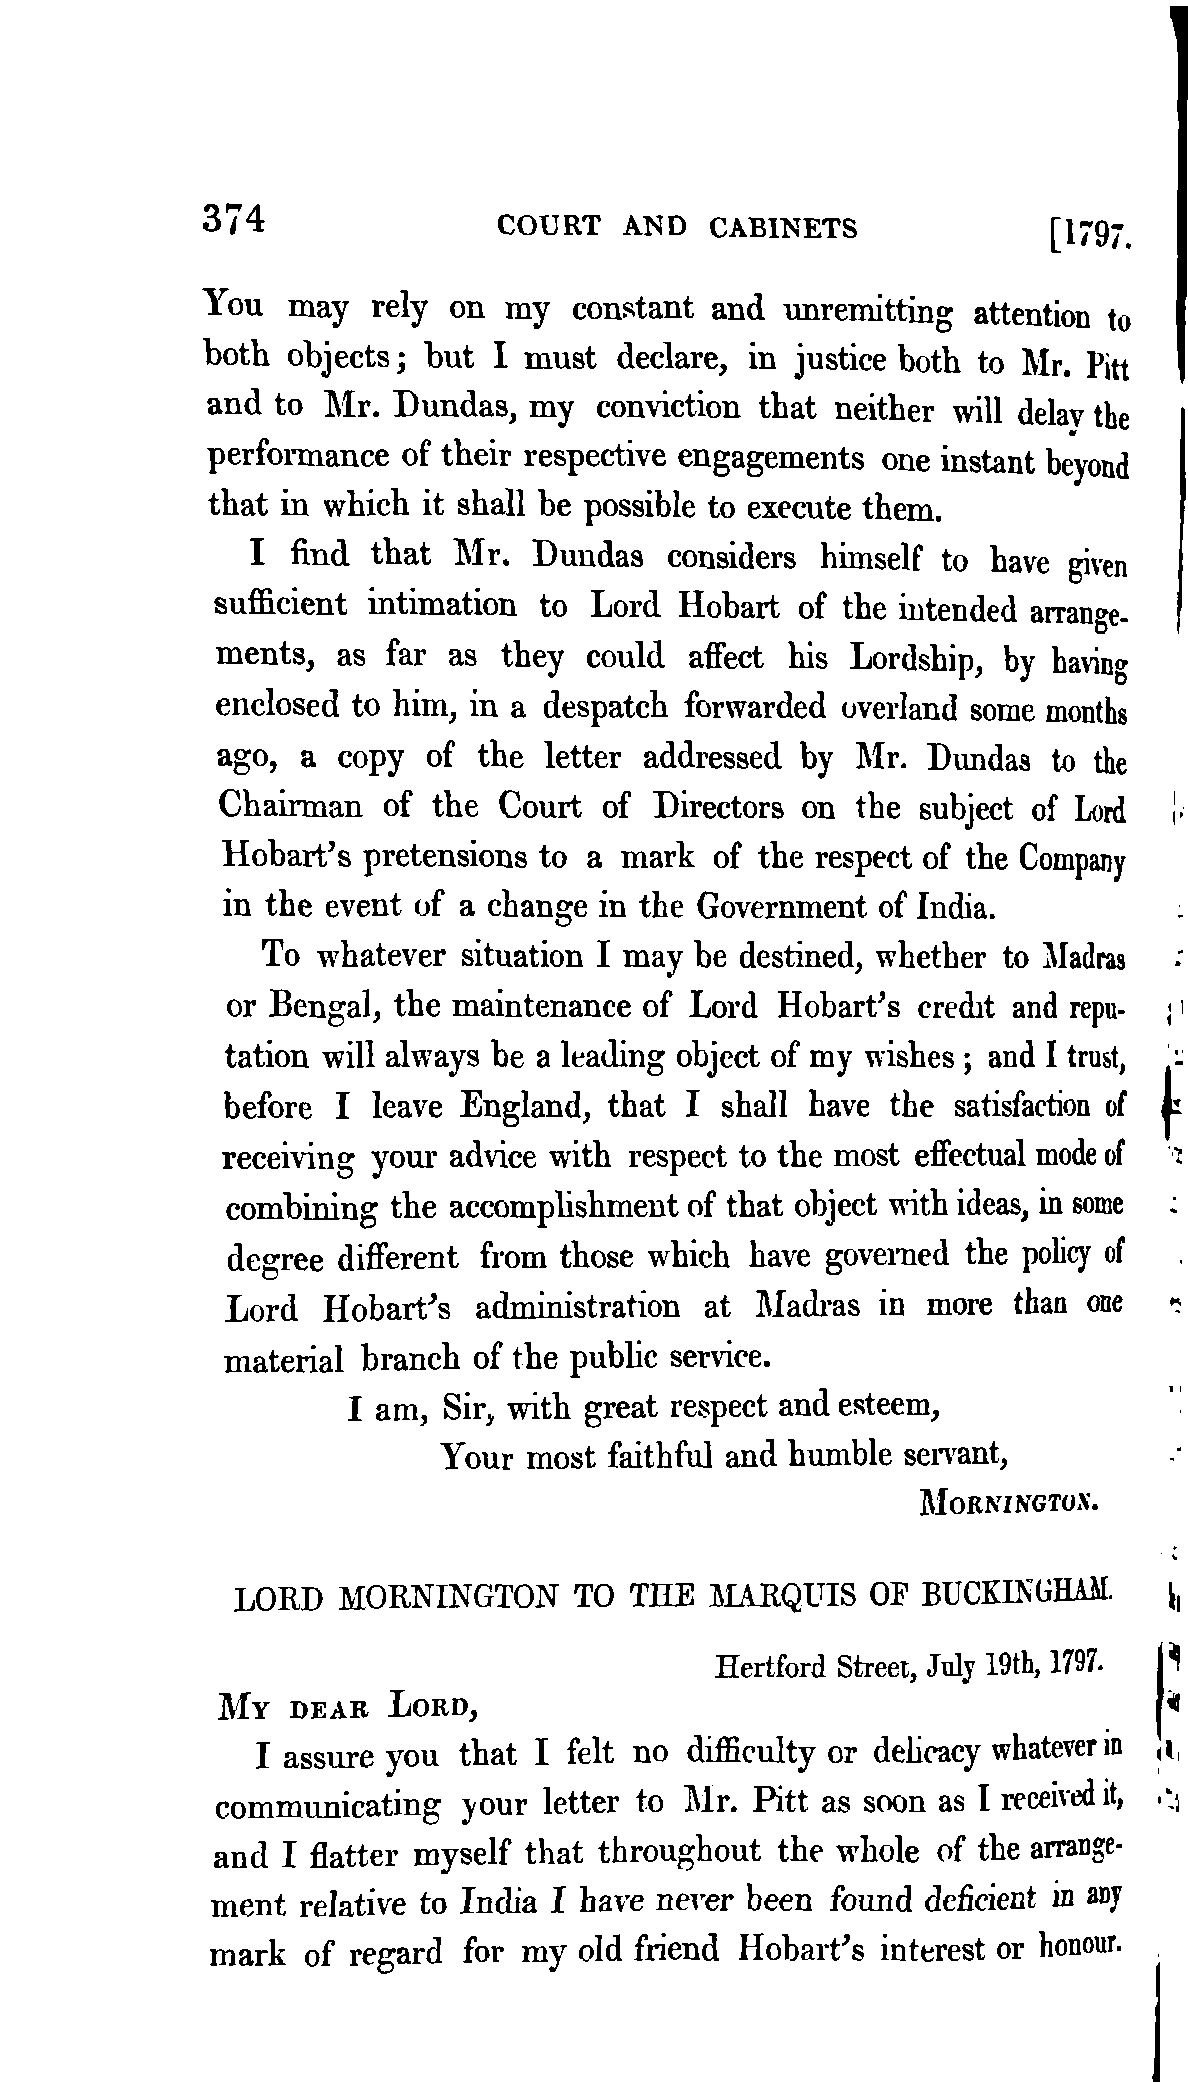 374 COURT AND CABINETS [1797.
You may rely on my constant and unremitting attention to
both objects; but I must declare, in justice both to Mr. Pitt
and to Mr. Dundas, my conviction that neither will delay the
performance of their respective engagements one instant beyond
that in which it shall be possible to execute them.
I find that Mr. Dundas considers himself to have given
sufficient intimation to Lord Hobart of the intended arrange-
ments, as far as they could affect his Lordship, by having
enclosed to him, in a despatch forwarded overland some months
ago, a copy of the letter addressed by Mr. Dundas to the
Chairman of the Court of Directors on the subject of Lord
Hobart's pretensions to a mark of the respect of the Company
in the event of a change in the Government of India.
To whatever situation I may be destined, whether to Madras
or Bengal, the maintenance of Lord Hobart's credit and repu-
tation will always be a leading object of my wishes; and I trust,
before I leave England, that I shall have the satisfaction of
receiving your advice with respect to the most effectual mode of
combining the accomplishment of that object with ideas, in some
degree different from those which have governed the policy of
Lord Hobart's administration at Madras in more than one
material branch of the public service.
I am, Sir, with great respect and esteem,
Your most faithful and humble servant,
MORNINGTON.
LORD MORNINGTON TO THE MARQUIS OF BUCKINGHAM.
Hertford Street, July 19th, 1797.
MY DEAR LORD,
I assure you that I felt no difficulty or delicacy whatever in
communicating your letter to Mr. Pitt as soon as I received it,
and I flatter myself that throughout the whole of the arrange-
ment relative to India I have never been found deficient in any
mark of regard for my old friend Hobart's interest or honour.